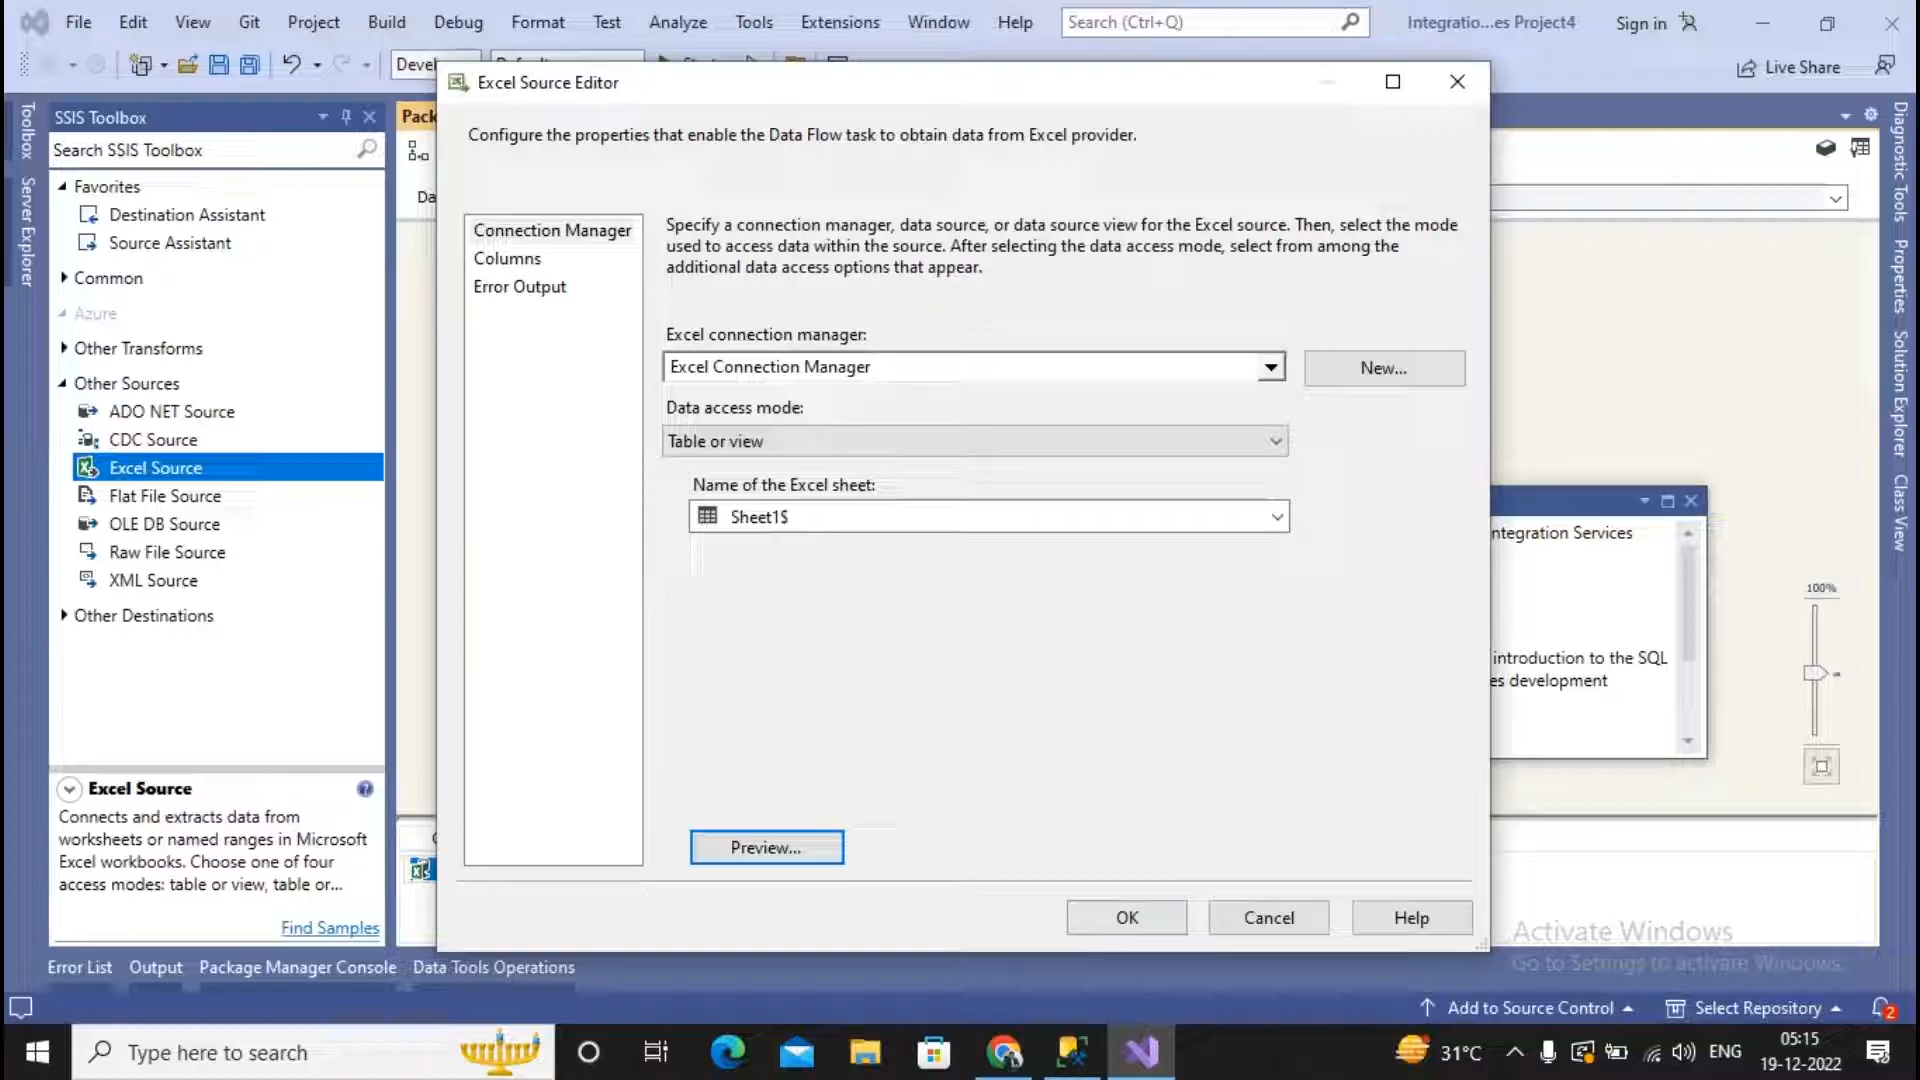 File Edit View Git Project Build Debug Format Test Analyze Tools Extensions Window Help Search (Ctrl+Q) Integratio...es Project4 Sign in
Live Share
Excel Source Editor
SSIS Toolbox
Search SSIS Toolbox
Favorites
Destination Assistant
Source Assistant
Common
Azure
Other Transforms
Other Sources
ADO NET Source
CDC Source
Excel Source
Flat File Source
OLE DB Source
Raw File Source
XML Source
Other Destinations
Excel Source
Connects and extracts data from
worksheets or named ranges in Microsoft
Excel workbooks. Choose one of four
access modes: table or view, table or...
Find Samples
Toolbox
Server Explorer
Configure the properties that enable the Data Flow task to obtain data from Excel provider.
Connection Manager
Columns
Error Output
Specify a connection manager, data source, or data source view for the Excel source. Then, select the mode
used to access data within the source. After selecting the data access mode, select from among the
additional data access options that appear.
Excel connection manager:
Excel Connection Manager
New...
Data access mode:
Table or view
Name of the Excel sheet:
Sheet1$
Preview...
OK Cancel Help
ntegration Services
introduction to the SQL
es development
100%
Diagnostic Tools
Properties
Solution Explorer
Class View
Activate Windows
Go to Settings to activate Windows.
Error List Output Package Manager Console Data Tools Operations
Add to Source Control Select Repository 2
Type here to search
31°C ENG
05:15
19-12-2022